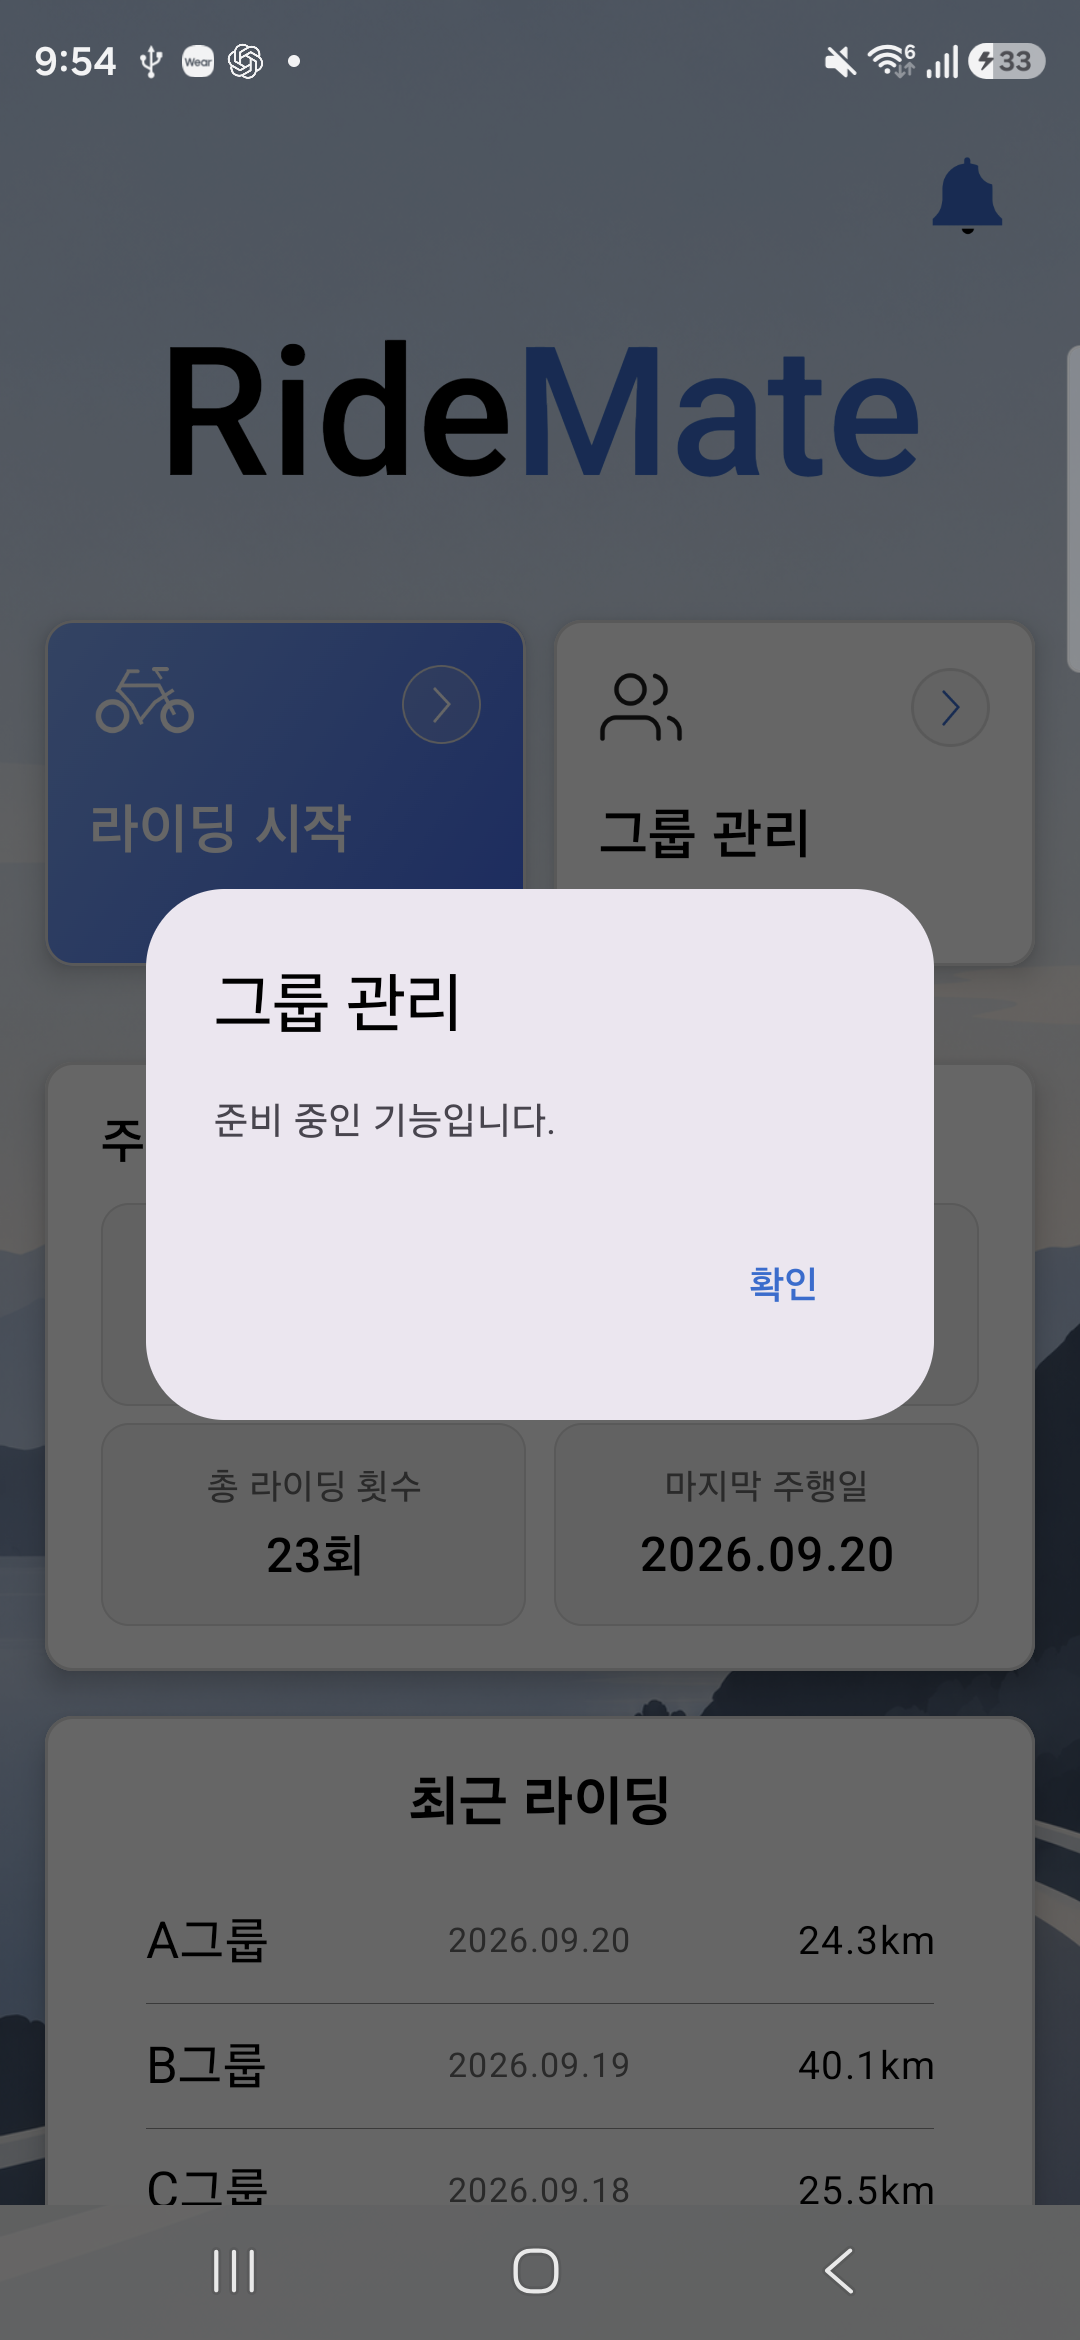 9:54
Wear
6
33
RideMate
라이딩 시작
그룹 관리
그룹 관리
준비 중인 기능입니다.
확인
주
총 라이딩 횟수
마지막 주행일
23회
2026.09.20
최근 라이딩
A그룹 2026.09.20 24.3km
B그룹 2026.09.19 40.1km
C그룹 2026.09.18 25.5km